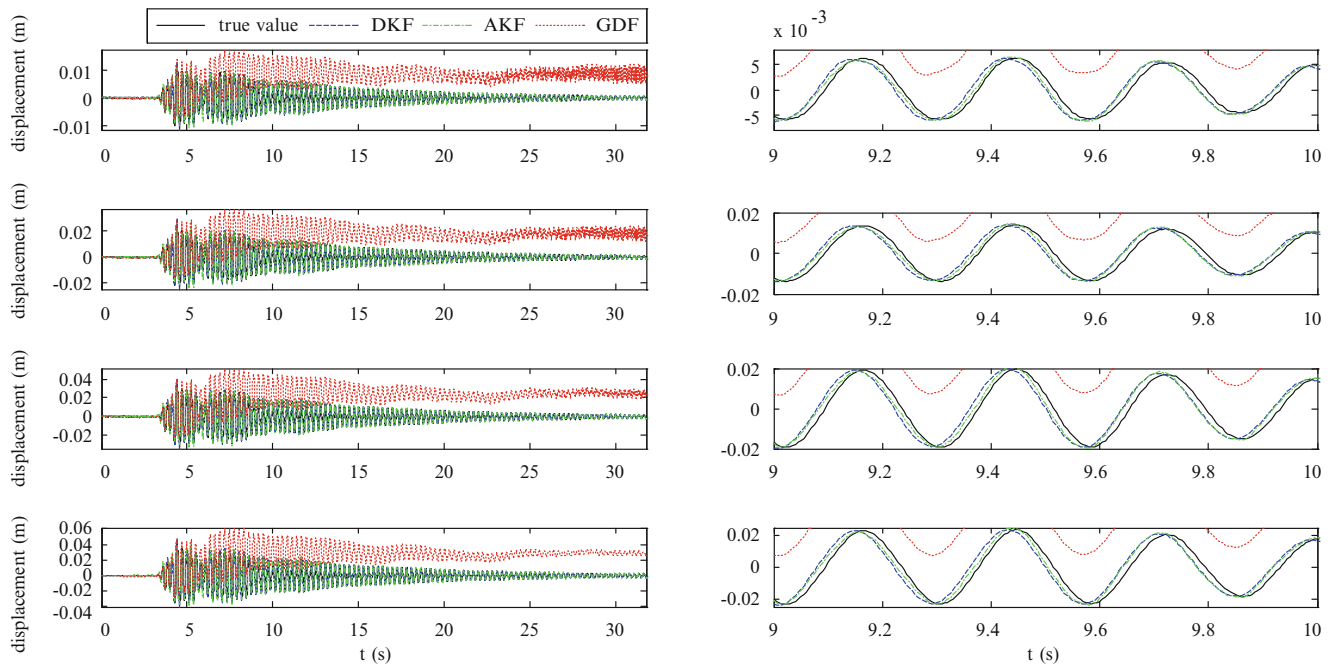 true value DKF AKF GDF
displacement (m)
0.01
0
-0.01
0 5 10 15 20 25 30
x 10 -3
5
0
-5
9 9.2 9.4 9.6 9.8 10
displacement (m)
0.02
0
-0.02
0 5 10 15 20 25 30
0.02
0
-0.02
9 9.2 9.4 9.6 9.8 10
displacement (m)
0.04
0.02
0
-0.02
0 5 10 15 20 25 30
0.02
0
-0.02
9 9.2 9.4 9.6 9.8 10
displacement (m)
0.06
0.04
0.02
0
-0.02
-0.04
0 5 10 15 20 25 30
t (s)
0.02
0
-0.02
9 9.2 9.4 9.6 9.8 10
t (s)